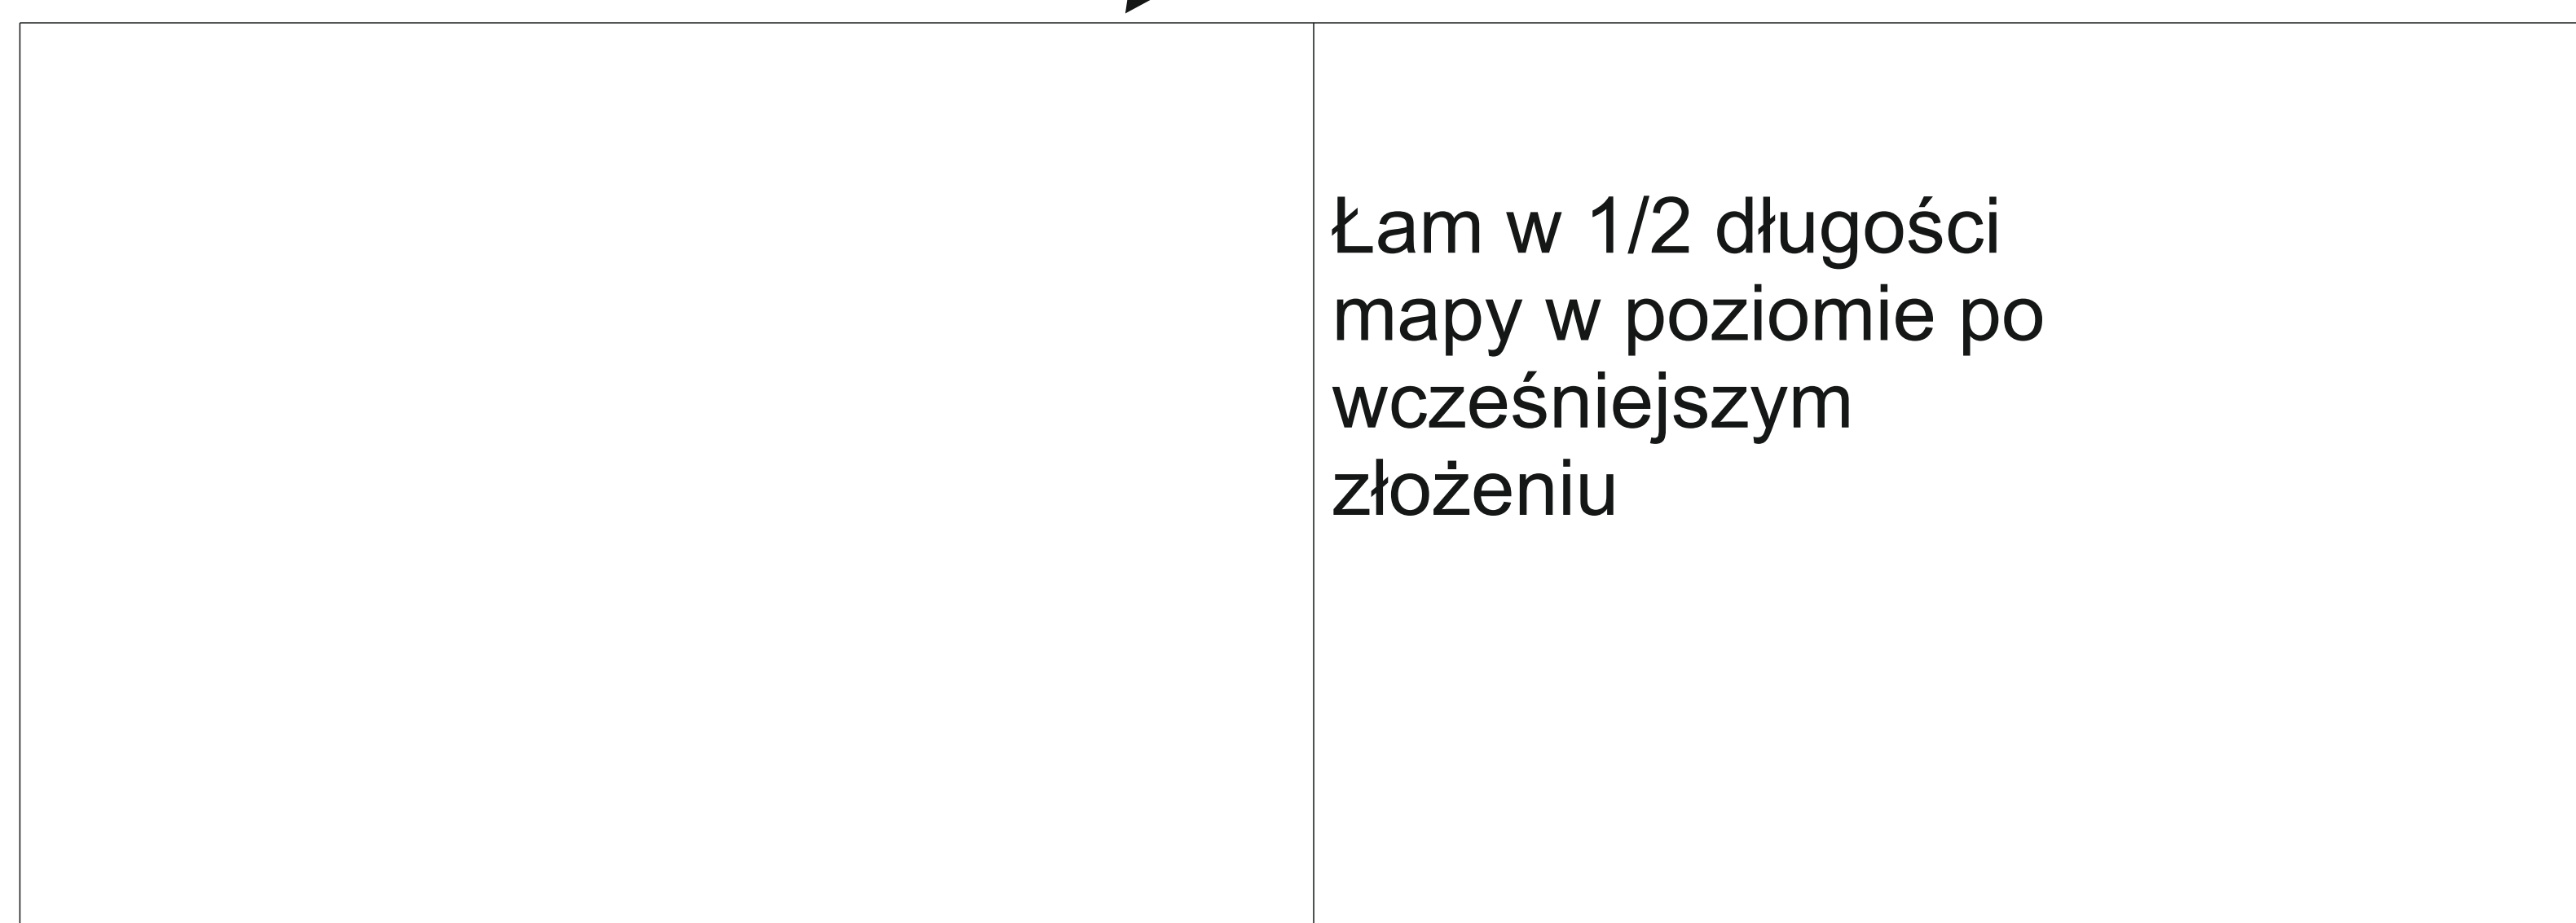 Łam w 1/2 długości
mapy w poziomie po
wcześniejszym
złożeniu